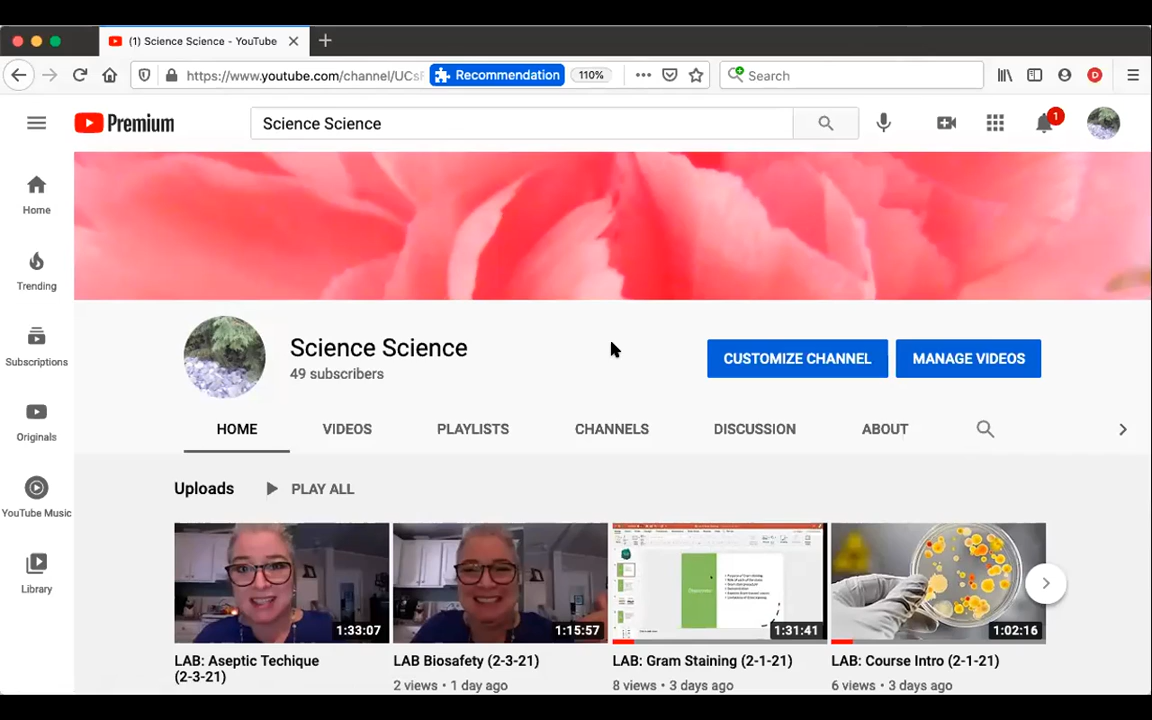 (1) Science Science - YouTube
https://www.youtube.com/channel/UCs
Recommendation
110%
Search
Premium
Science Science
1
Home
Trending
Subscriptions
Originals
YouTube Music
Library
Science Science
49 subscribers
CUSTOMIZE CHANNEL
MANAGE VIDEOS
HOME
VIDEOS
PLAYLISTS
CHANNELS
DISCUSSION
ABOUT
Uploads
PLAY ALL
1:33:07
1:15:57
1:31:41
1:02:16
LAB: Aseptic Techique
(2-3-21)
LAB Biosafety (2-3-21)
2 views • 1 day ago
LAB: Gram Staining (2-1-21)
8 views • 3 days ago
LAB: Course Intro (2-1-21)
6 views • 3 days ago